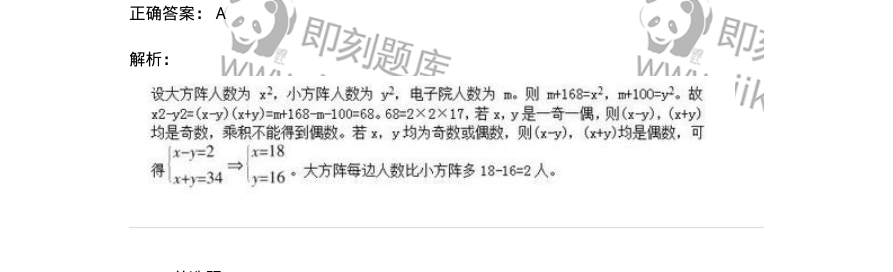 正确答案： A
即刻题库
即
解析：
jik
设大方阵人数为 x²，小方阵人数为 y²，电子院人数为 m。则 m+168=x²，m+100=y²。故
x2-y2=(x-y)(x+y)=m+168-m-100=68。68=2×2×17，若 x，y 是一奇一偶，则(x-y)，(x+y)
均是奇数，乘积不能得到偶数。若 x，y 均为奇数或偶数，则(x-y)，(x+y)均是偶数，可
得 {x-y=2 x+y=34 ⇒ {x=18 y=16 。大方阵每边人数比小方阵多 18-16=2 人。